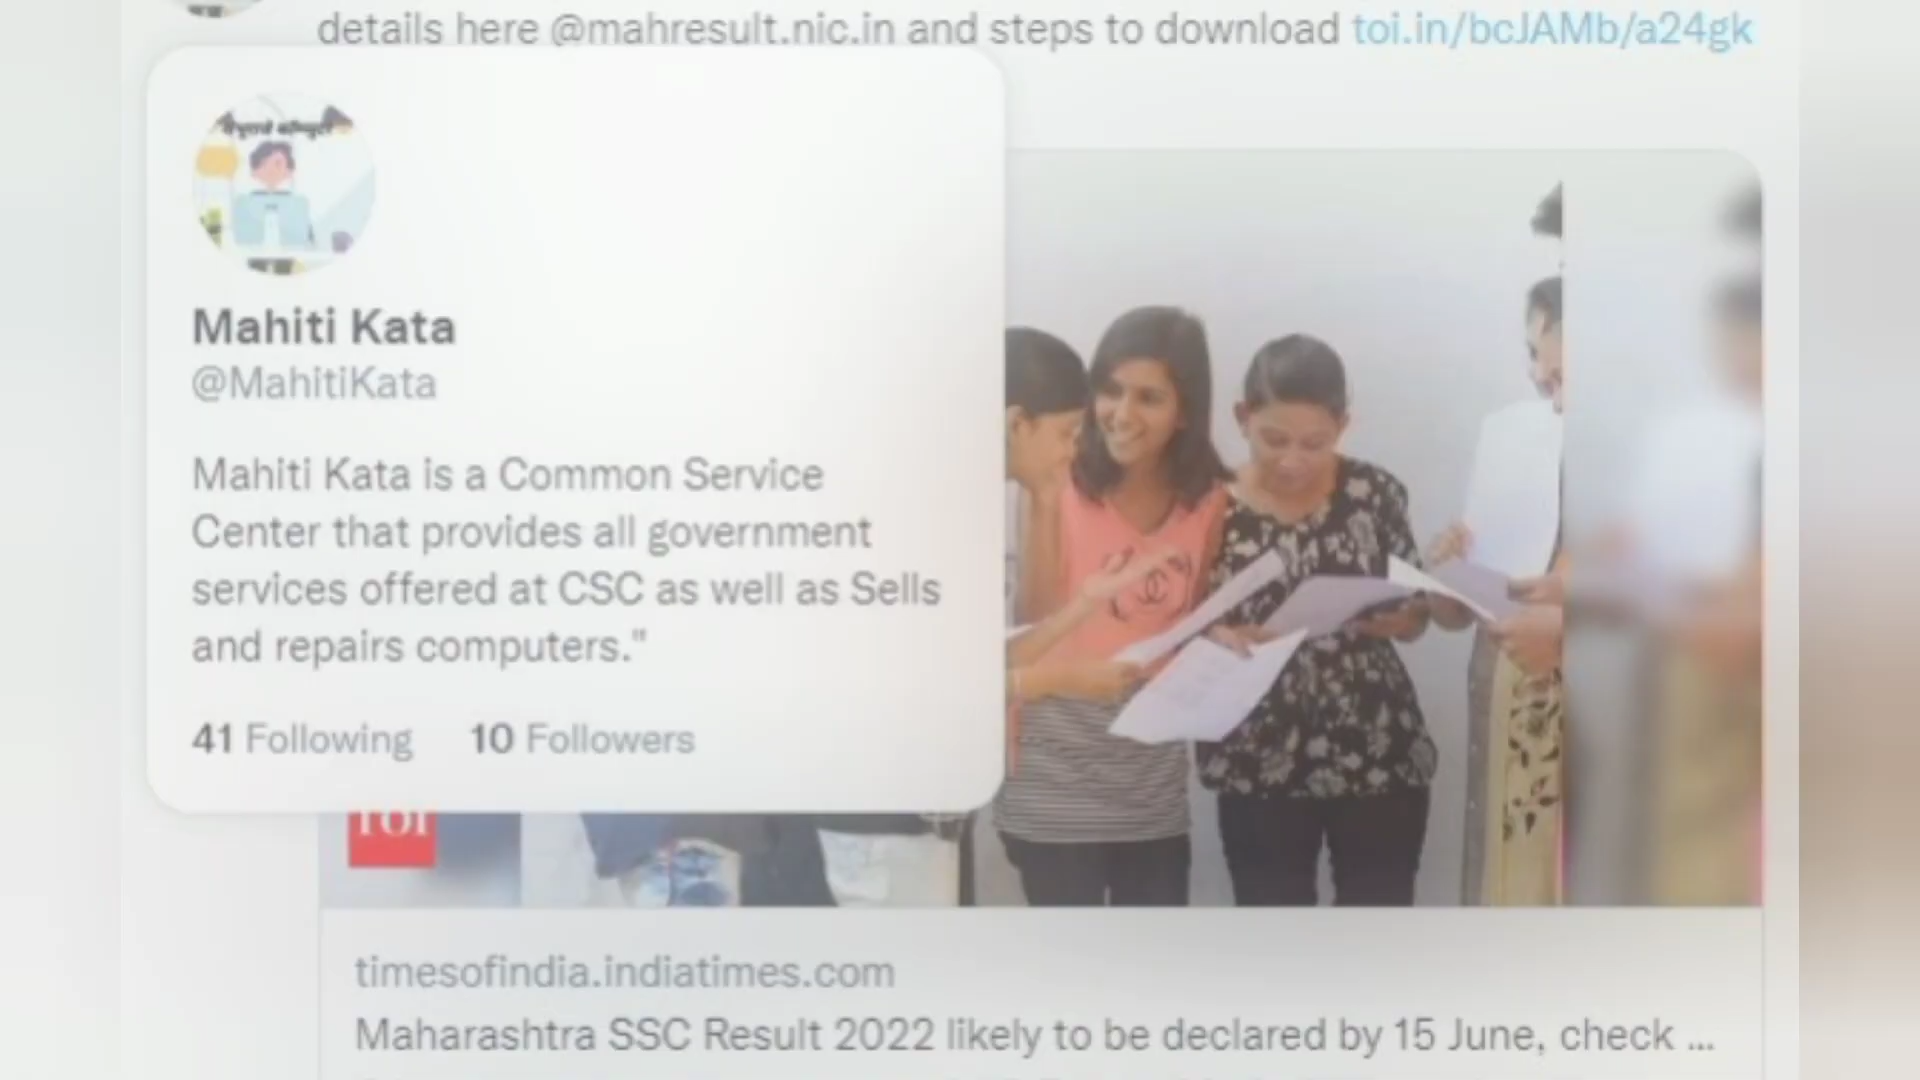 details here @mahresult.nic.in and steps to download toi.in/bcJAMb/a24gk
Mahiti Kata
@MahitiKata
Mahiti Kata is a Common Service
Center that provides all government
services offered at CSC as well as Sells
and repairs computers."
41 Following 10 Followers
TOI
timesofindia.indiatimes.com
Maharashtra SSC Result 2022 likely to be declared by 15 June, check ...